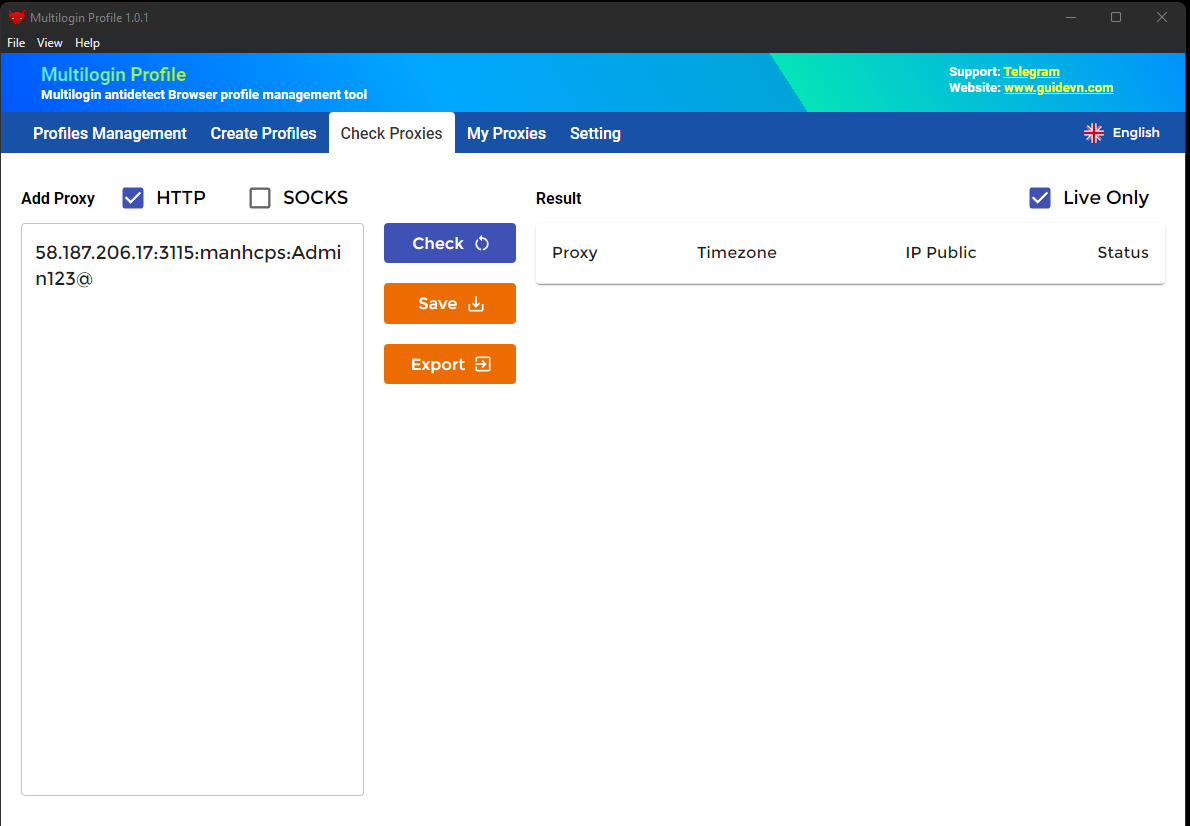 Multilogin Profile 1.0.1
File View Help
Multilogin Profile
Multilogin antidetect Browser profile management tool
Support: Telegram
Website: www.guidevn.com
Profiles Management Create Profiles Check Proxies My Proxies Setting English
Add Proxy HTTP SOCKS
58.187.206.17:3115:manhcps:Admi
n123@
Check
Save
Export
Result Live Only
Proxy Timezone IP Public Status